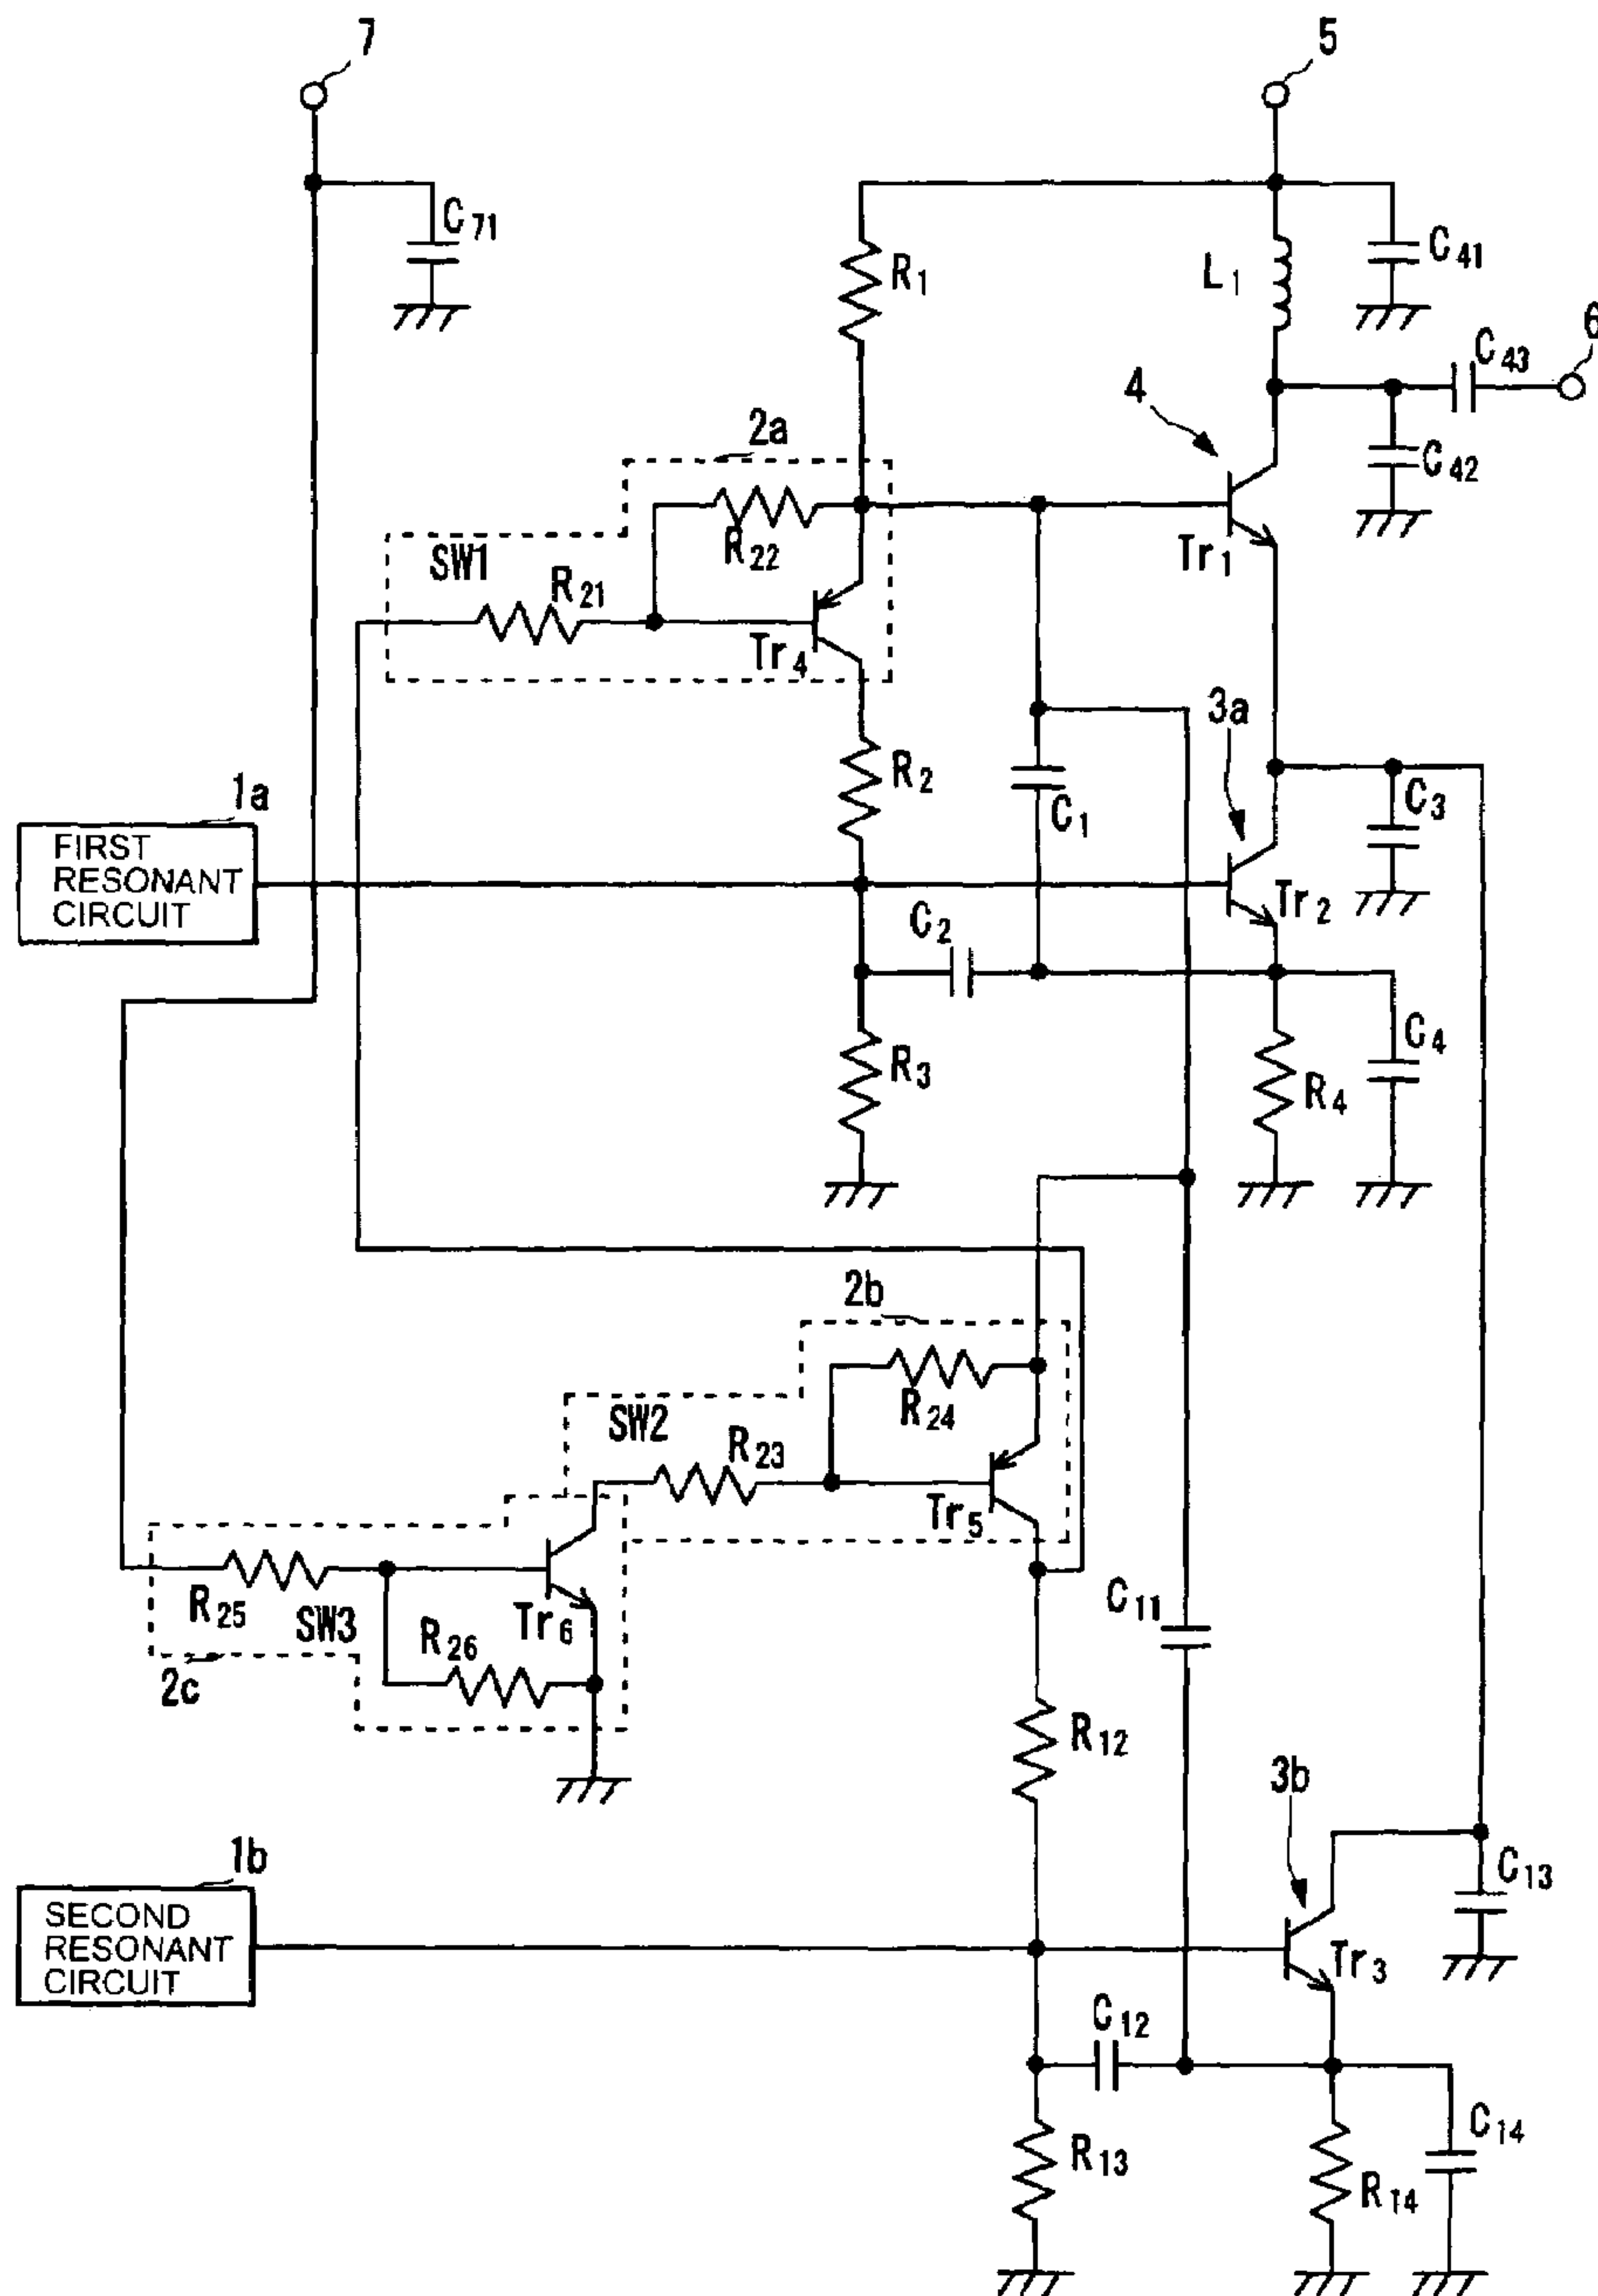 7
5
C71
R1
L1
C41
C43
6
4
2a
C42
R22
SW1
R21
Tr1
Tr4
3a
R2
1a
C1
C3
FIRST
RESONANT
CIRCUIT
Tr2
C2
C4
R3
R4
2b
R24
SW2
R23
Tr5
C11
R25
SW3
Tr6
R26
2c
R12
3b
1b
C13
SECOND
RESONANT
CIRCUIT
Tr3
C12
C14
R13
R14